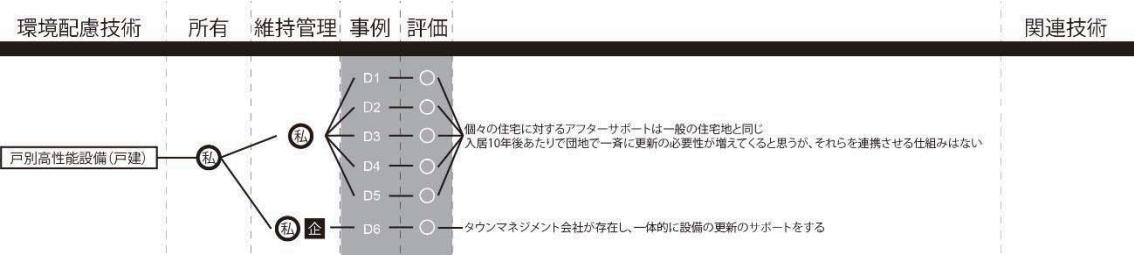 環境配慮技術 所有 維持管理 事例 評価 関連技術
D1
D2
D3
D4
D5
個々の住宅に対するアフターサポートは一般の住宅地と同じ
入居10年後あたりで団地で一斉に更新の必要性が増えてくると思うが、それらを連携させる仕組みはない
戸別高性能設備(戸建) 私 私
私 企 D6 タウンマネジメント会社が存在し、一体的に設備の更新のサポートをする